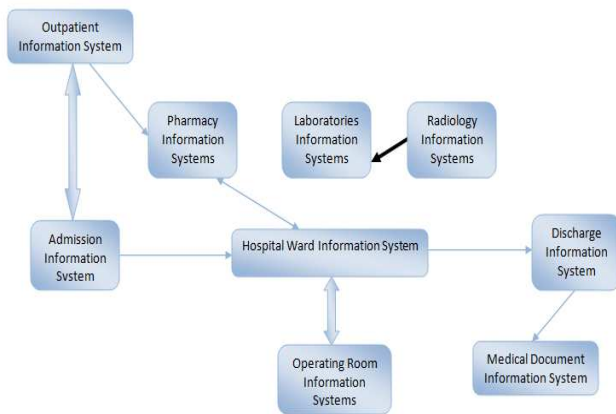 Outpatient
Information System
Pharmacy
Information
Systems
Laboratories
Information
Systems
Radiology
Information
Systems
Admission
Information
System
Hospital Ward Information System
Discharge
Information
System
Operating Room
Information
Systems
Medical Document
Information System